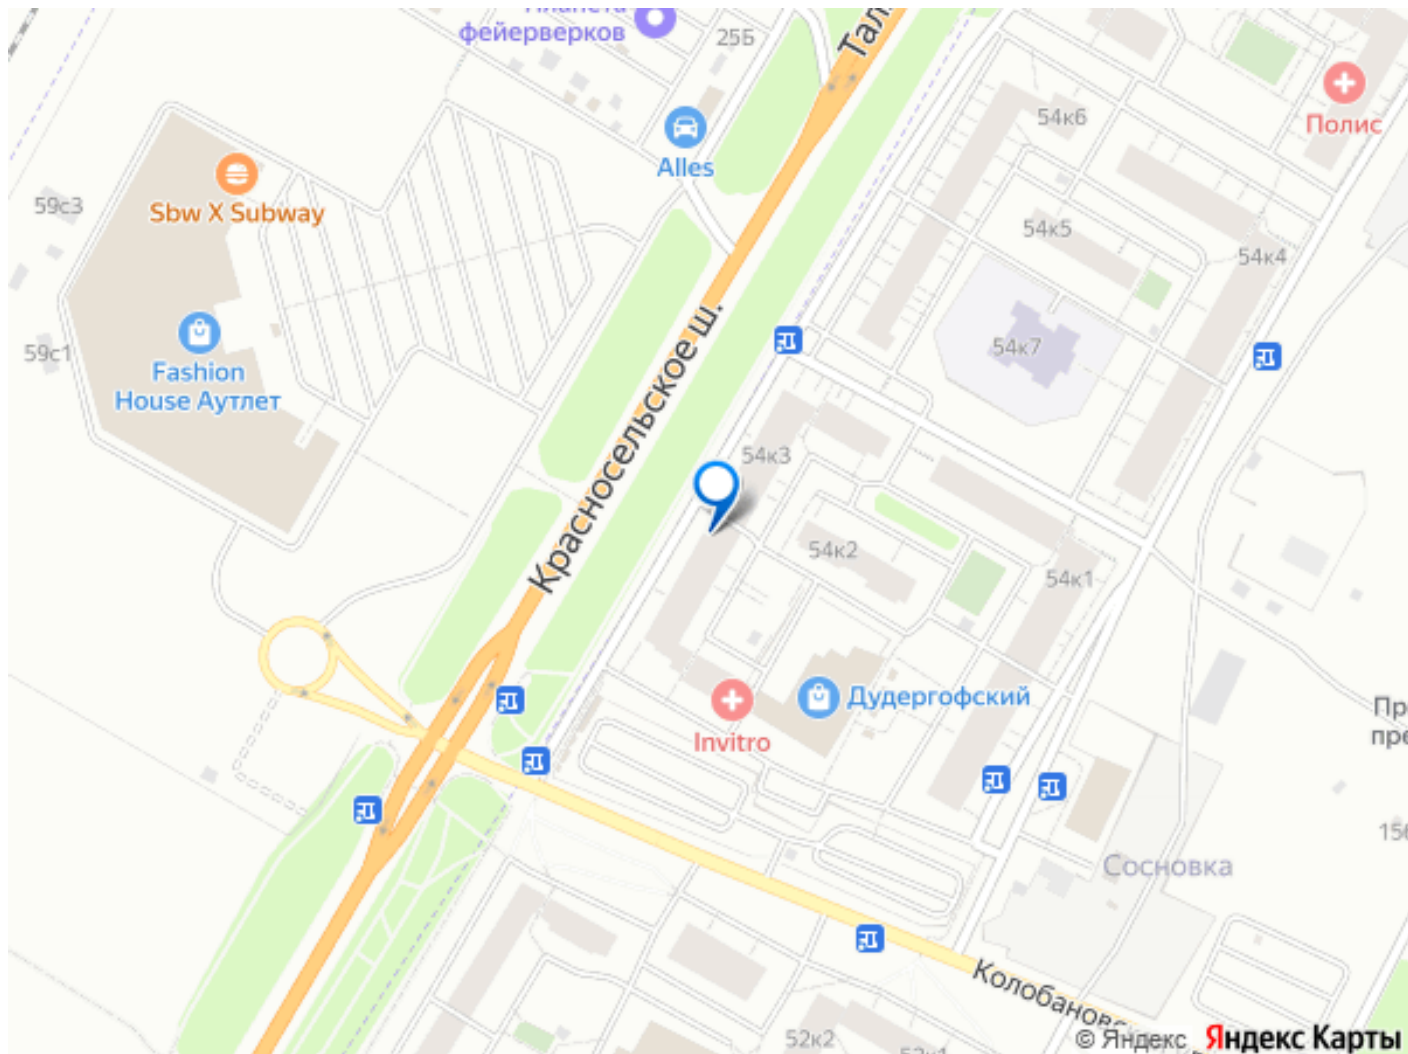 фейерверков
25Б
Alles
54к6
Полис
59с3
Sbw X Subway
54к5
54к4
59с1
Fashion
House Аутлет
Красносельское ш.
54к7
54к3
54к2
54к1
Дудергофский
Invitro
Сосновка
52к2
© Яндекс
Яндекс Карты